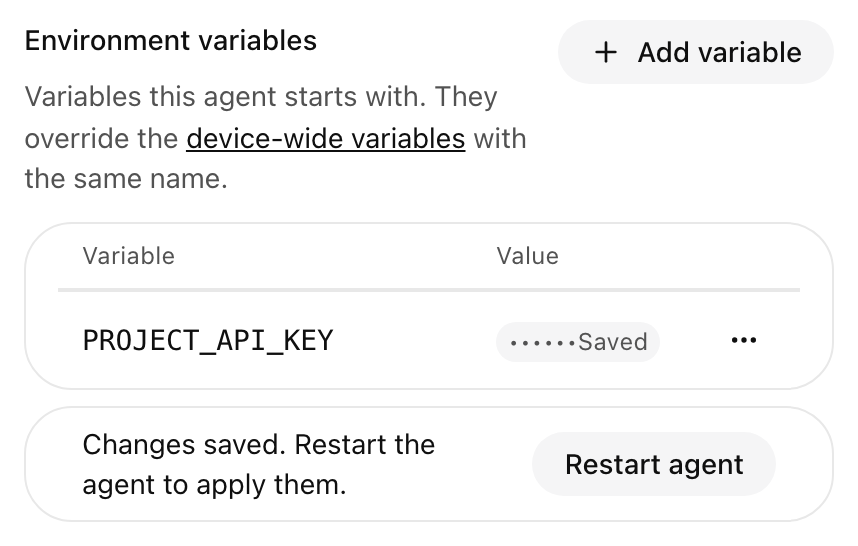 Environment variables
+ Add variable
Variables this agent starts with. They
override the device-wide variables with
the same name.
Variable Value
PROJECT_API_KEY ······Saved ···
Changes saved. Restart the
agent to apply them.
Restart agent